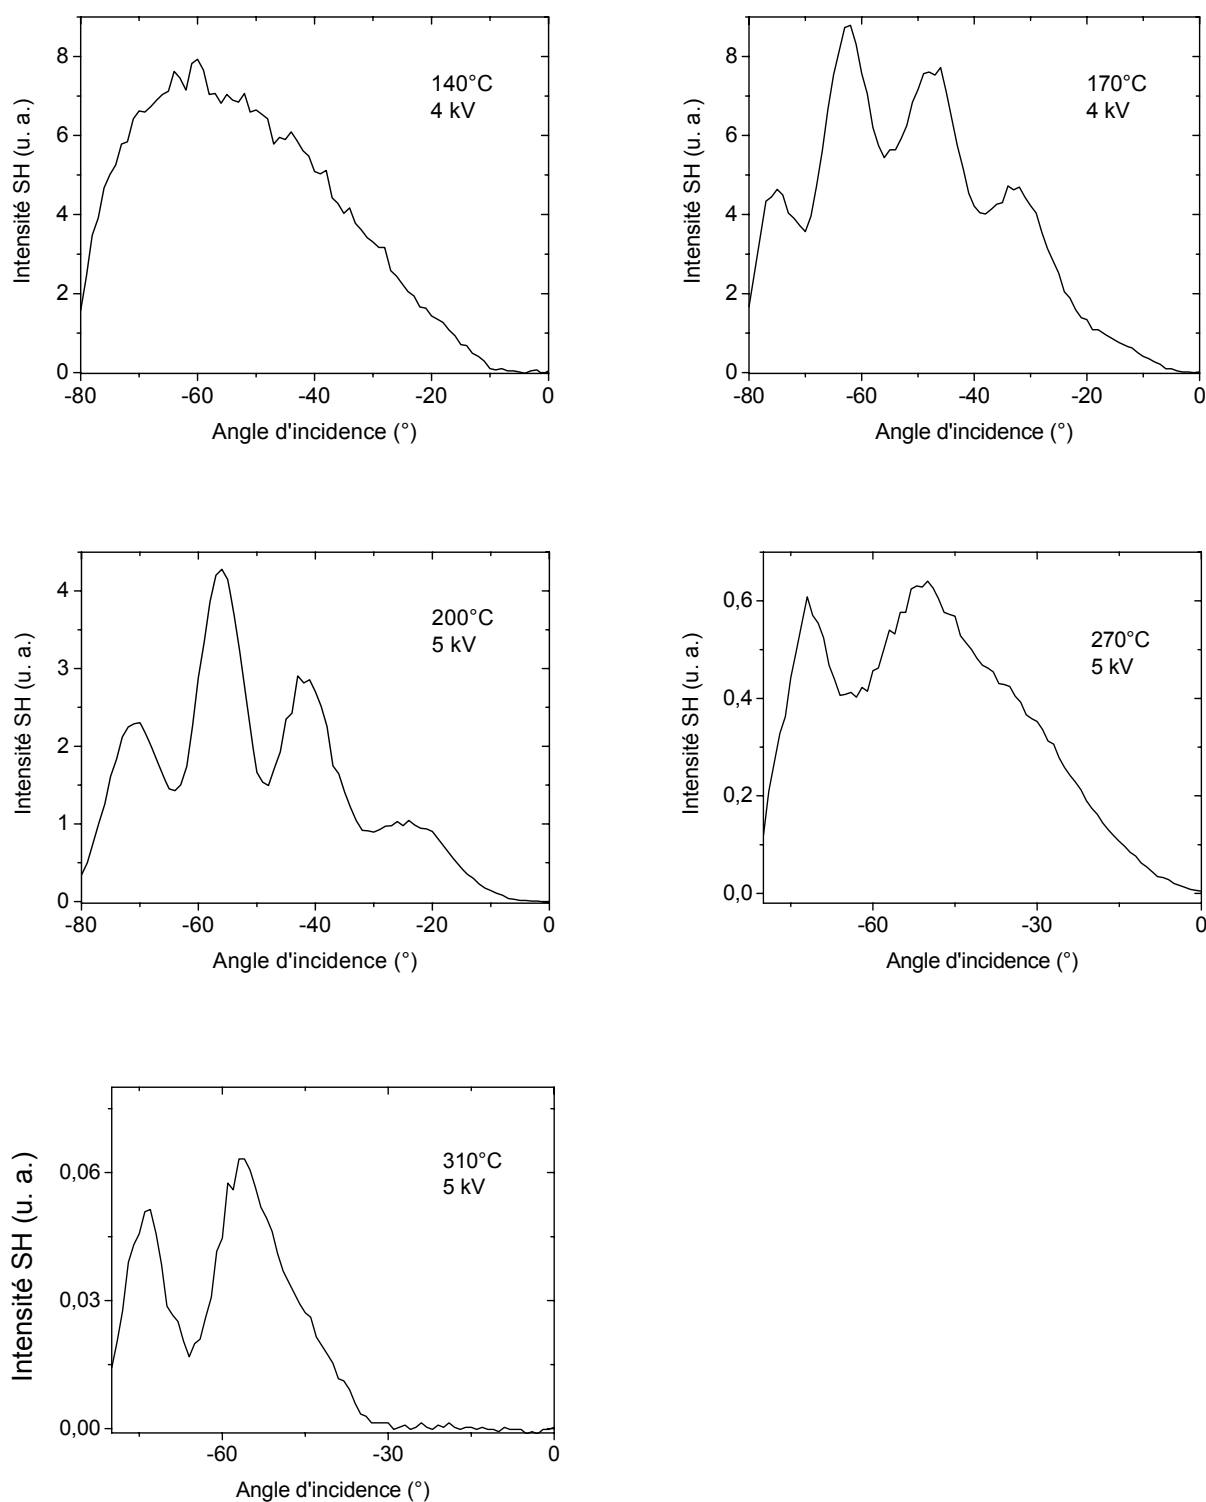 8
6
4
2
0
Intensité SH (u. a.)
140°C
4 kV
-80
-60
-40
-20
0
Angle d'incidence (°)
8
6
4
2
0
Intensité SH (u. a.)
170°C
4 kV
-80
-60
-40
-20
0
Angle d'incidence (°)
4
3
2
1
0
Intensité SH (u. a.)
200°C
5 kV
-80
-60
-40
-20
0
Angle d'incidence (°)
0,6
0,4
0,2
0,0
Intensité SH (u. a.)
270°C
5 kV
-60
-30
0
Angle d'incidence (°)
0,06
0,03
0,00
Intensité SH (u. a.)
310°C
5 kV
-60
-30
0
Angle d'incidence (°)